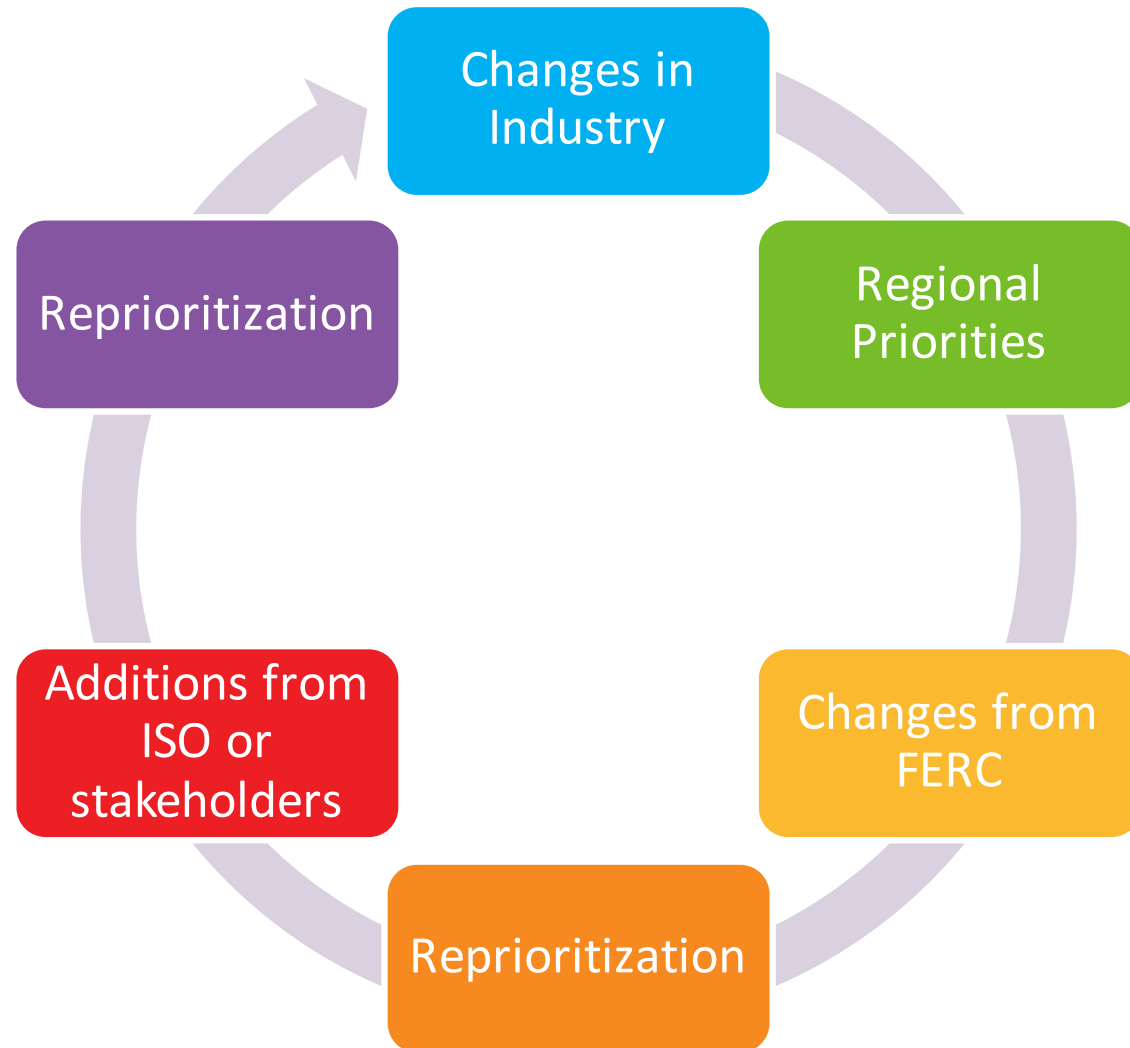 Changes in
Industry
Regional
Priorities
Changes from
FERC
Reprioritization
Additions from
ISO or
stakeholders
Reprioritization